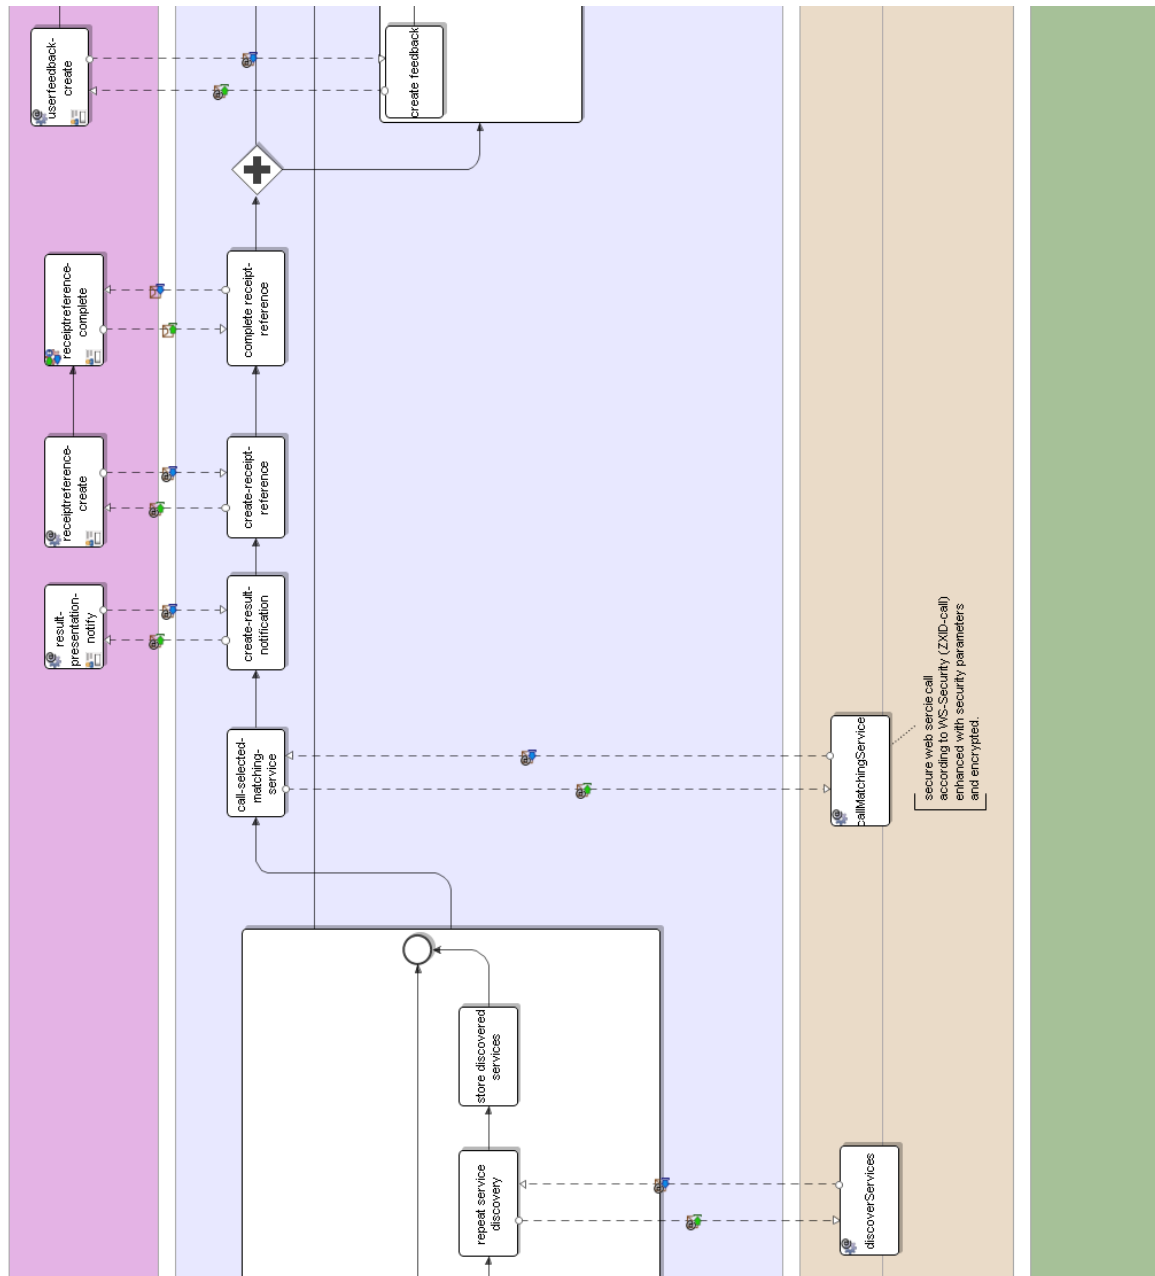 userfeedback-
create
create feedback
receiptreference-
complete
complete receipt-
reference
receiptreference-
create
create-receipt-
reference
result-
presentation-
notify
create-result-
notification
call-selected-
matching-
service
callMatchingService
secure web sercie call
according to WS-Security (ZXID-call)
enhanced with security parameters
and encrypted.
store discovered
services
repeat service
discovery
discoverServices